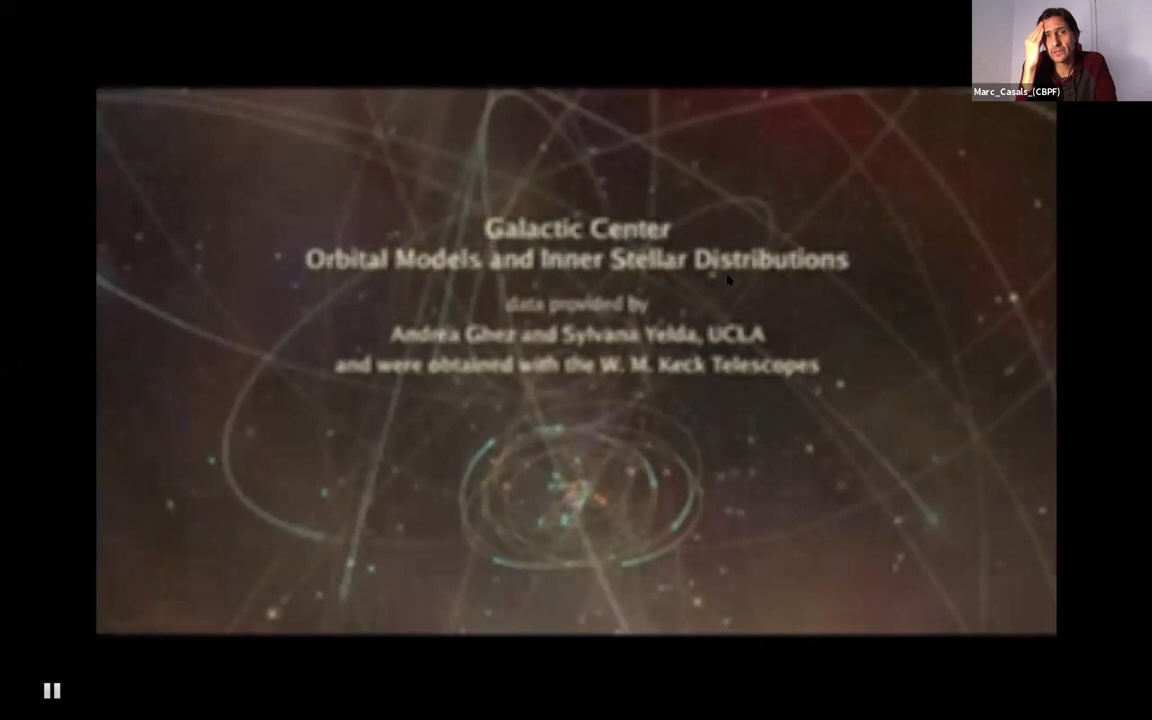 Marc_Casals_(CBPF)
Galactic Center
Orbital Models and Inner Stellar Distributions
data provided by
Andrea Ghez and Sylvana Yelda, UCLA
and were obtained with the W. M. Keck Telescopes